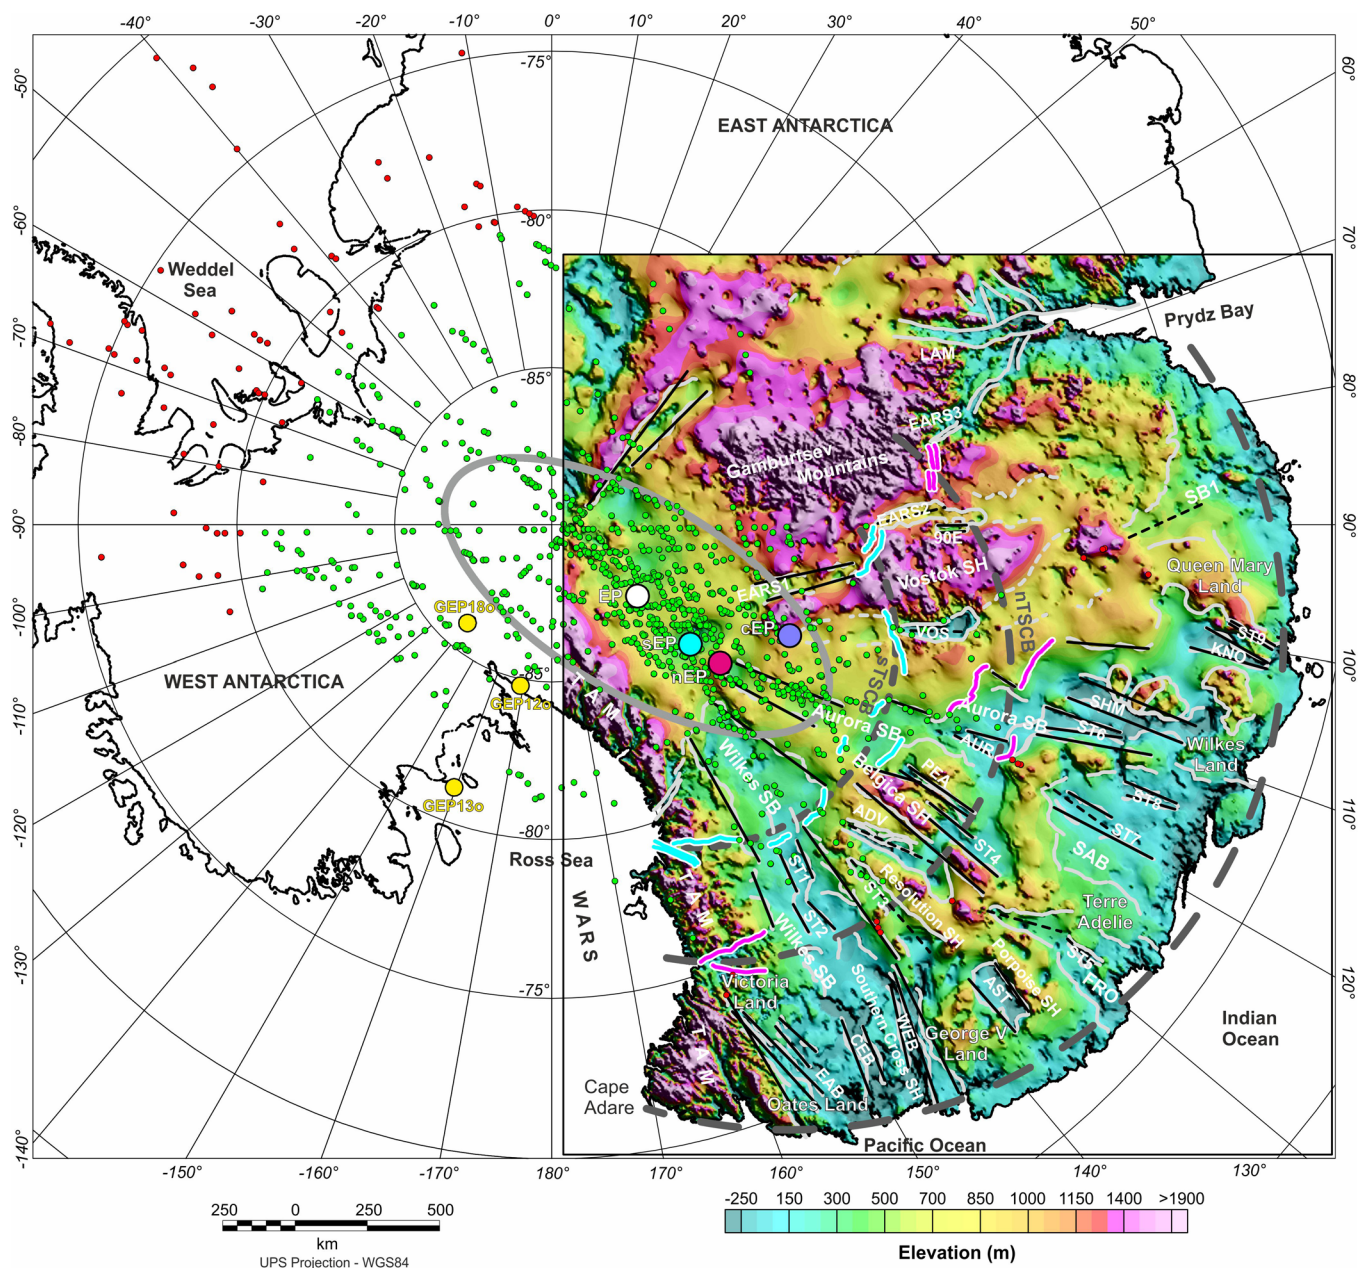 -40°
-30°
-20°
-10°
0°
10°
20°
30°
40°
50°
-50°
60°
-75°
EAST ANTARCTICA
-60°
-80°
70°
Weddel
Sea
Prydz Bay
-70°
LAM
-85°
80°
EARS3
-80°
Gamburtsev
Mountains
SB1
EARS2
-90°
90E
90°
Vostok SH
Queen Mary
Land
EARS1
EP
GEP18o
cEP
nTSCB
-100°
VOS
ST9
sEP
KNO
100°
WEST ANTARCTICA
nEP
-85°
sTSCB
GEP12o
TAM
SHM
-110°
Aurora SB
Aurora SB
ST6
AUR
Wilkes
Land
Wilkes SB
Belgica SH
PEA
GEP13o
ST8
110°
-120°
ADV
-80°
ST7
ST4
SAB
Ross Sea
ST1
ST3
TAM
Resolution SH
Terre
Adelie
WARS
ST2
Wilkes SB
-130°
ST5
Porpoise SH
-75°
Victoria
Land
Southern Cross SH
FRO
AST
120°
WEB
George V
Land
Indian
Ocean
TAM
CEB
EAB
Cape
Adare
Oates Land
Pacific Ocean
-140°
-150°
-160°
-170°
180°
170°
160°
150°
140°
130°
250 0 250 500
km
UPS Projection - WGS84
-250 150 300 500 700 850 1000 1150 1400 >1900
Elevation (m)